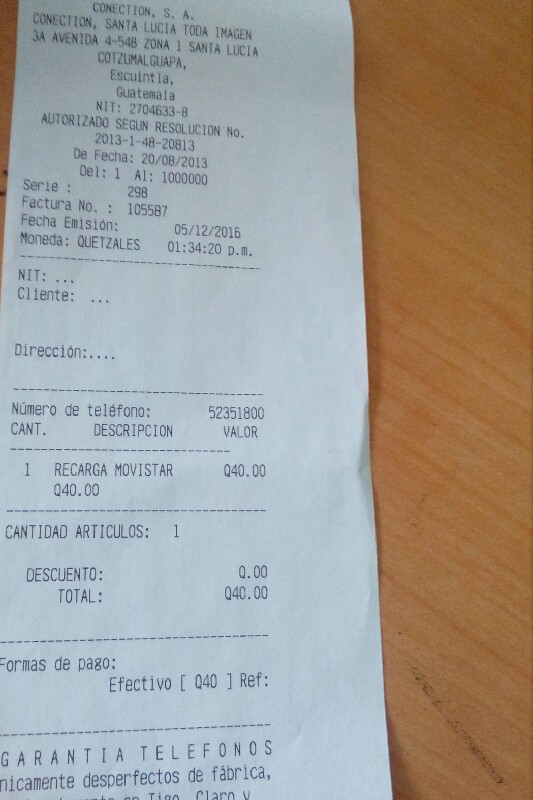 CONECTION, S. A.
CONECTION, SANTA LUCIA TODA IMAGEN
3A AVENIDA 4-54B ZONA 1 SANTA LUCIA
COTZUMALGUAPA,
Escuintla,
Guatemala
NIT: 2704633-8
AUTORIZADO SEGUN RESOLUCION No.
2013-1-48-20813
De Fecha: 20/08/2013
Del: 1 Al: 1000000
Serie : 298
Factura No. : 105587
Fecha Emisión: 05/12/2016
Moneda: QUETZALES 01:34:20 p.m.
NIT: ...
Cliente: ...
Dirección:....
Número de teléfono: 52351800
CANT. DESCRIPCION VALOR
1 RECARGA MOVISTAR Q40.00
Q40.00
CANTIDAD ARTICULOS: 1
DESCUENTO: Q.00
TOTAL: Q40.00
Formas de pago:
Efectivo [ Q40 ] Ref:
GARANTIA TELEFONOS
nicamente desperfectos de fábrica,
en Tigo, Claro y